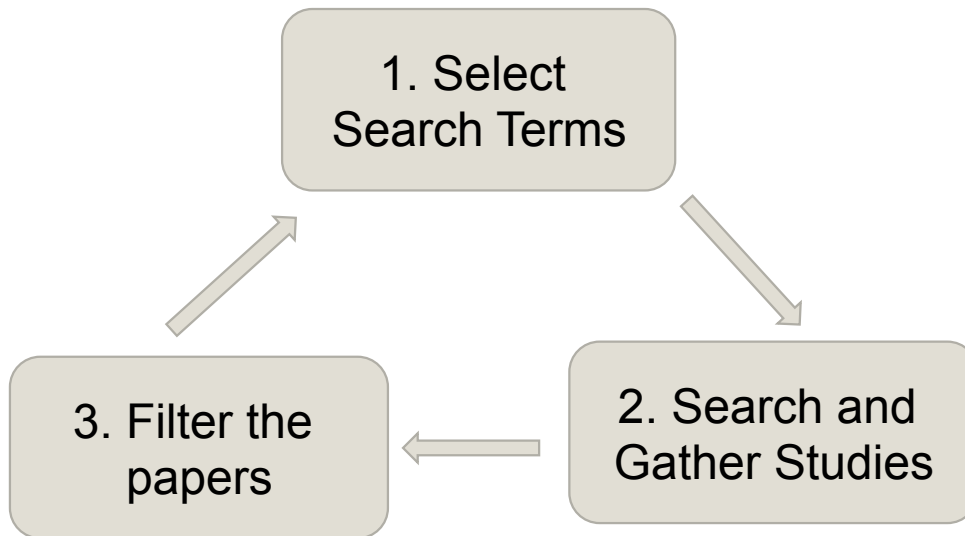 1. Select
Search Terms
2. Search and
Gather Studies
3. Filter the
papers